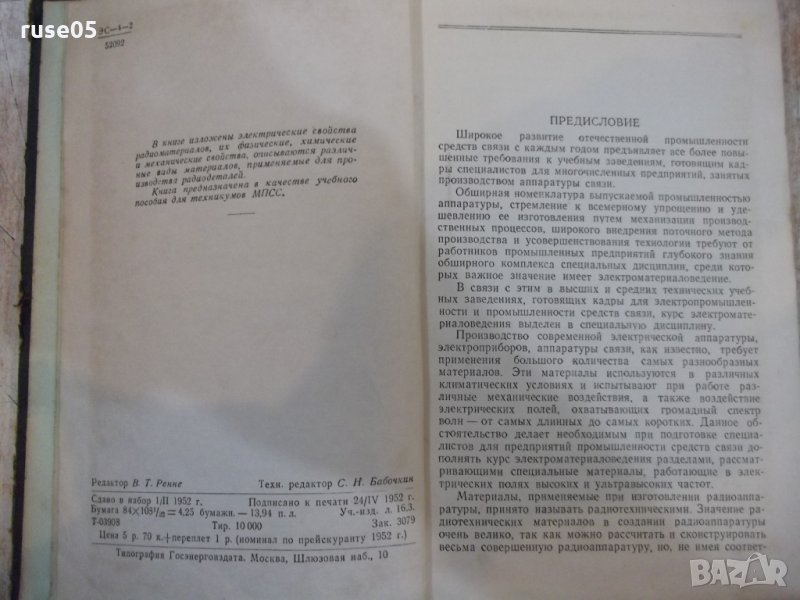 ruse05
ЭС—4—2
52092
В книге изложены электрические свойства
радиоматериалов, их физические, химические
и механические свойства, описываются различ-
ные виды материалов, применяемые для про-
изводства радиодеталей.
Книга предназначена в качестве учебного
пособия для техникумов МПСС.
Редактор В. Т. Ренне Техн. редактор С. Н. Бабочкин
Сдано в набор 1/II 1952 г. Подписано к печати 24/IV 1952 г.
Бумага 84×108¹/₃₂=4,25 бумажн. — 13,94 п. л. Уч.-изд. л. 16,3.
Т-03908 Тир. 10 000 Зак. 3079
Цена 5 р. 70 к.+переплет 1 р. (номинал по прейскуранту 1952 г.)
Типография Госэнергоиздата. Москва, Шлюзовая наб., 10
ПРЕДИСЛОВИЕ
Широкое развитие отечественной промышленности
средств связи с каждым годом предъявляет все более повы-
шенные требования к учебным заведениям, готовящим кад-
ры специалистов для многочисленных предприятий, занятых
производством аппаратуры связи.
Обширная номенклатура выпускаемой промышленностью
аппаратуры, стремление к всемерному упрощению и уде-
шевлению ее изготовления путем механизации производ-
ственных процессов, широкого внедрения поточного метода
производства и усовершенствования технологии требуют от
работников промышленных предприятий глубокого знания
обширного комплекса специальных дисциплин, среди кото-
рых важное значение имеет электроматериаловедение.
В связи с этим в высших и средних технических учеб-
ных заведениях, готовящих кадры для электропромышлен-
ности и промышленности средств связи, курс электромате-
риаловедения выделен в специальную дисциплину.
Производство современной электрической аппаратуры,
электроприборов, аппаратуры связи, как известно, требует
применения большого количества самых разнообразных
материалов. Эти материалы используются в различных
климатических условиях и испытывают при работе раз-
личные механические воздействия, а также воздействие
электрических полей, охватывающих громадный спектр
волн — от самых длинных до самых коротких. Данное об-
стоятельство делает необходимым при подготовке специа-
листов для предприятий промышленности средств связи до-
полнять курс электроматериаловедения разделами, рассмат-
ривающими специальные материалы, работающие в элек-
трических полях высоких и ультравысоких частот.
Материалы, применяемые при изготовлении радиоаппа-
ратуры, принято называть радиотехническими. Значение ра-
диотехнических материалов в создании радиоаппаратуры
очень велико, так как можно рассчитать и сконструировать
весьма совершенную радиоаппаратуру, но, не имея соответ-
BAZAR
bg